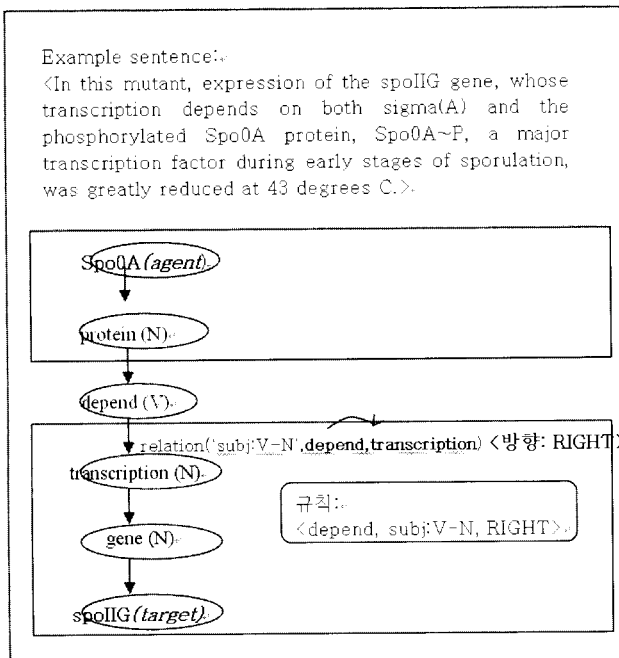 Example sentence:
<In this mutant, expression of the spoIIG gene, whose
transcription depends on both sigma(A) and the
phosphorylated Spo0A protein, Spo0A~P, a major
transcription factor during early stages of sporulation,
was greatly reduced at 43 degrees C.>
Spo0A(agent)
protein (N)
depend (V)
relation('subj:V-N',depend,transcription) <방향: RIGHT>
transcription (N)
규칙:
<depend, subj:V-N, RIGHT>
gene (N)
spoIIG(target)